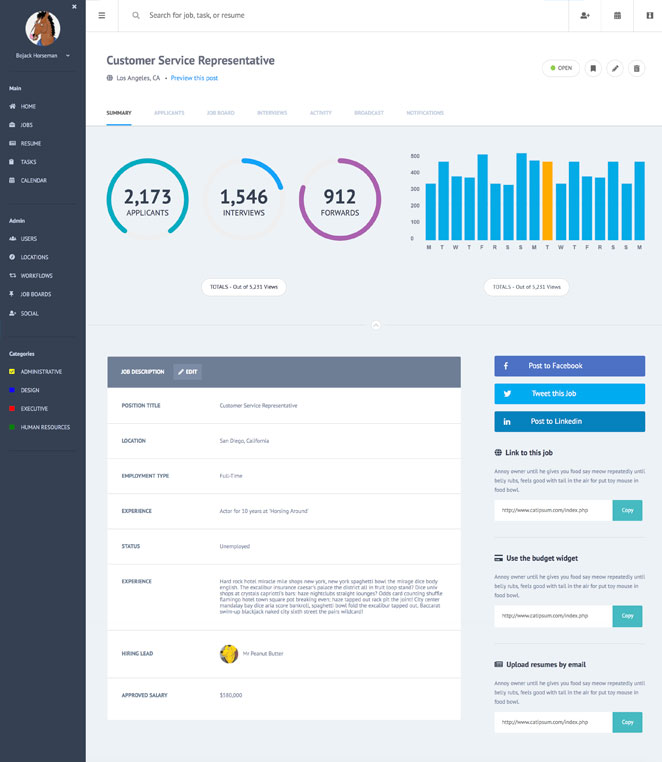 Bojack Horseman
Main
HOME
JOBS
RESUME
TASKS
CALENDAR
Admin
USERS
LOCATIONS
WORKFLOWS
JOB BOARDS
SOCIAL
Categories
ADMINISTRATIVE
DESIGN
EXECUTIVE
HUMAN RESOURCES
Search for job, task, or resume
Customer Service Representative
Los Angeles, CA • Preview this post
OPEN
SUMMARY APPLICANTS JOB BOARD INTERVIEWS ACTIVITY BROADCAST NOTIFICATIONS
2,173
APPLICANTS
1,546
INTERVIEWS
912
FORWARDS
500
400
300
200
100
0
M T W T F R S S M T W T F R S S M
TOTALS - Out of 5,231 Views
TOTALS - Out of 5,231 Views
JOB DESCRIPTION EDIT
POSITION TITLE Customer Service Representative
LOCATION San Diego, California
EMPLOYMENT TYPE Full-Time
EXPERIENCE Actor for 10 years at 'Horsing Around'
STATUS Unemployed
EXPERIENCE Hard rock hotel miracle mile shops new york, new york spaghetti bowl the mirage dice body
english. The excalibur insurance caesar's palace the district all in fruit loop stand? Dice univ
shops at crystals capriotti's bars: haze nightclubs straight lounges? Odds card counting shuffle
flamingo hotel town square pot breaking even; haze tapped out rack pit the joint! City center
mandalay bay dice aria score bankroll, spaghetti bowl fold the excalibur tapped out. Baccarat
swim-up blackjack naked city sixth street the palms wildcard!
HIRING LEAD Mr Peanut Butter
APPROVED SALARY $180,000
Post to Facebook
Tweet this Job
Post to Linkedin
Link to this job
Annoy owner until he gives you food say meow repeatedly until
belly rubs, feels good with tail in the air for put toy mouse in
food bowl.
http://www.catipsum.com/index.php Copy
Use the budget widget
Annoy owner until he gives you food say meow repeatedly until
belly rubs, feels good with tail in the air for put toy mouse in
food bowl.
http://www.catipsum.com/index.php Copy
Upload resumes by email
Annoy owner until he gives you food say meow repeatedly until
belly rubs, feels good with tail in the air for put toy mouse in
food bowl.
http://www.catipsum.com/index.php Copy